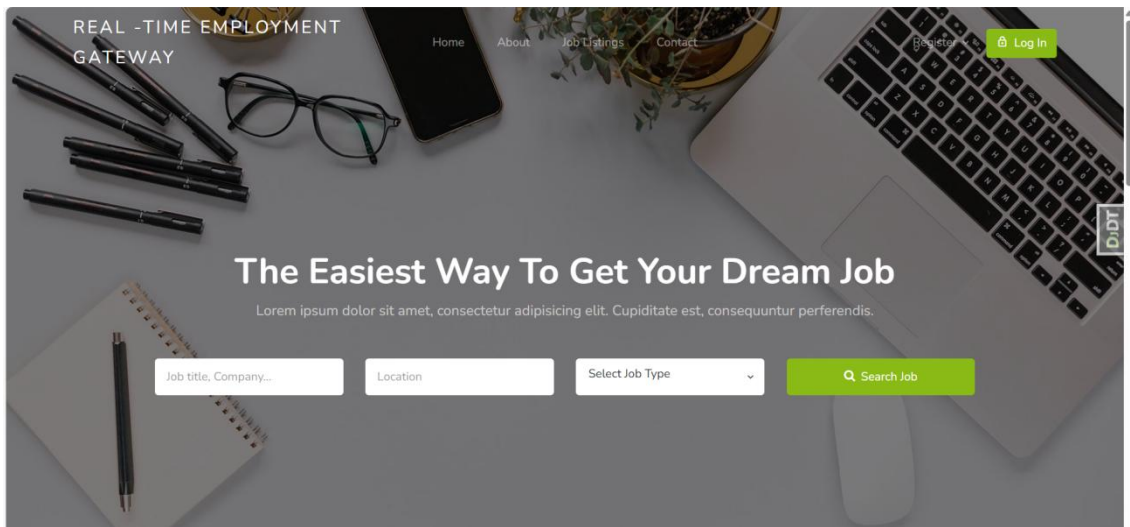 REAL -TIME EMPLOYMENT
GATEWAY
Home About Job Listings Contact
Register
Log In
DJDT
The Easiest Way To Get Your Dream Job
Lorem ipsum dolor sit amet, consectetur adipisicing elit. Cupiditate est, consequuntur perferendis.
Job title, Company... Location Select Job Type Search Job